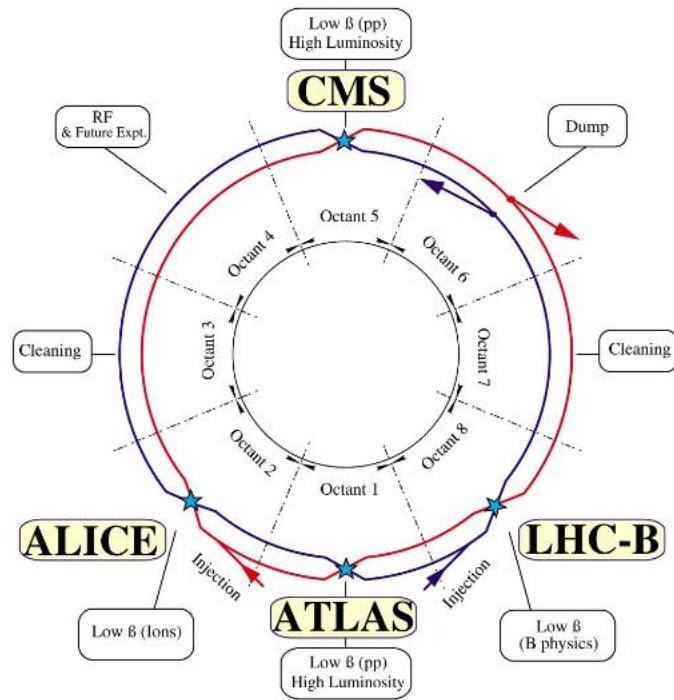 Low ß (pp)
High Luminosity
CMS
RF
& Future Expt.
Dump
Octant 5
Octant 4
Octant 6
Cleaning
Octant 3
Octant 7
Cleaning
Octant 2
Octant 8
Octant 1
ALICE
LHC-B
Injection
Injection
ATLAS
Low ß (Ions)
Low ß
(B physics)
Low ß (pp)
High Luminosity